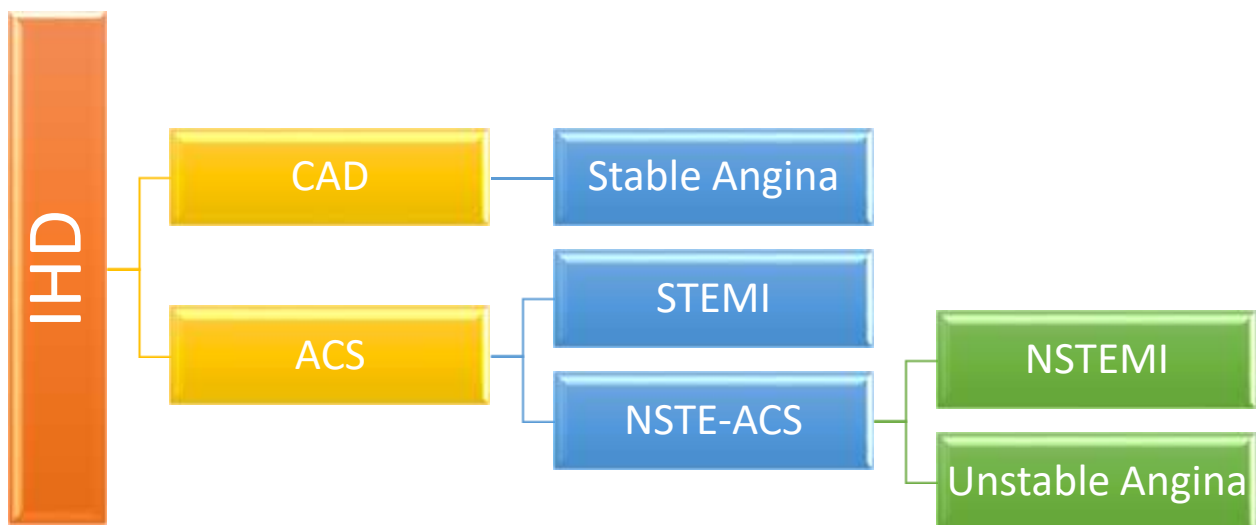 IHD
CAD
Stable Angina
ACS
STEMI
NSTE-ACS
NSTEMI
Unstable Angina